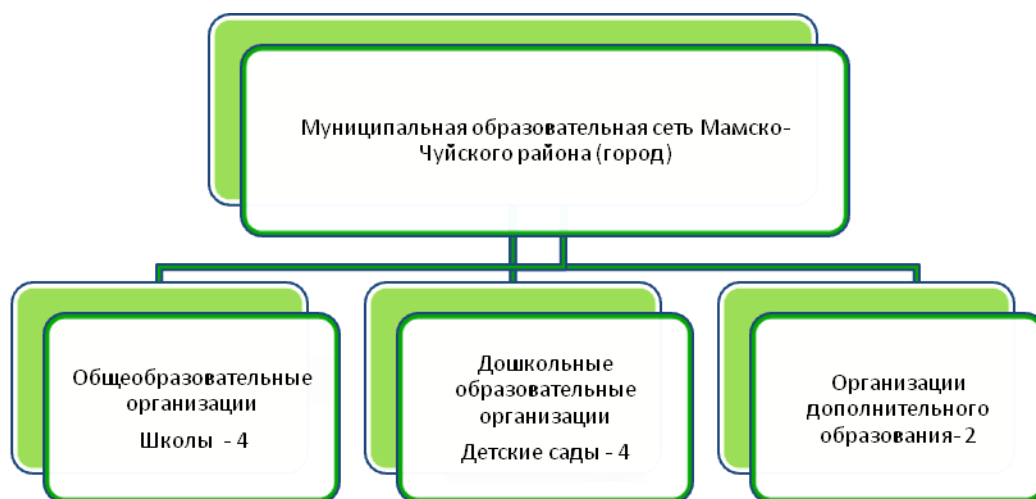 Муниципальная образовательная сеть Мамско-
Чуйского района (город)
Общеобразовательные
организации
Школы - 4
Дошкольные
образовательные
организации
Детские сады - 4
Организации
дополнительного
образования- 2